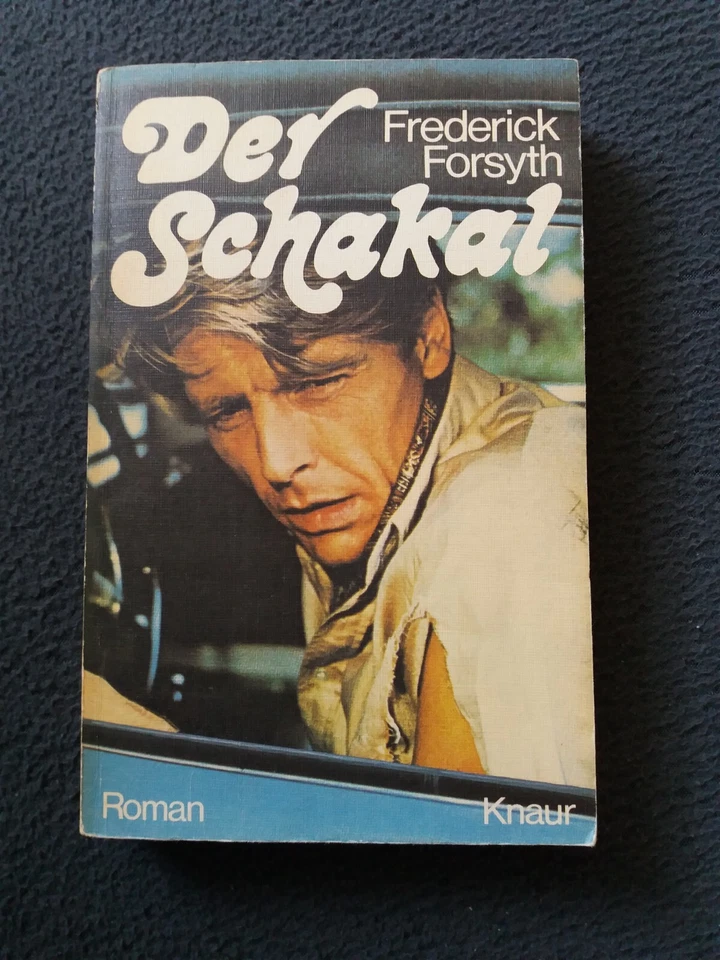 Der
Schakal
Frederick
Forsyth
Roman
Knaur